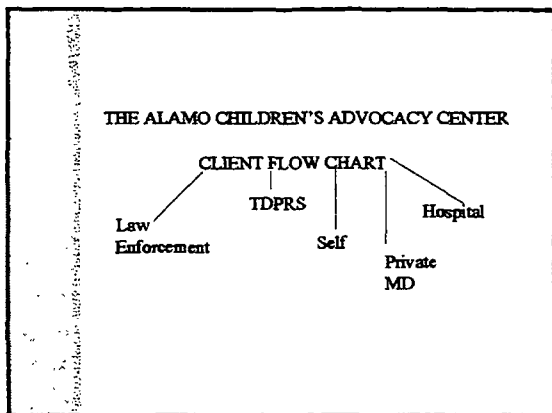 THE ALAMO CHILDREN'S ADVOCACY CENTER
CLIENT FLOW CHART
Law
Enforcement
TDPRS
Self
Private
MD
Hospital